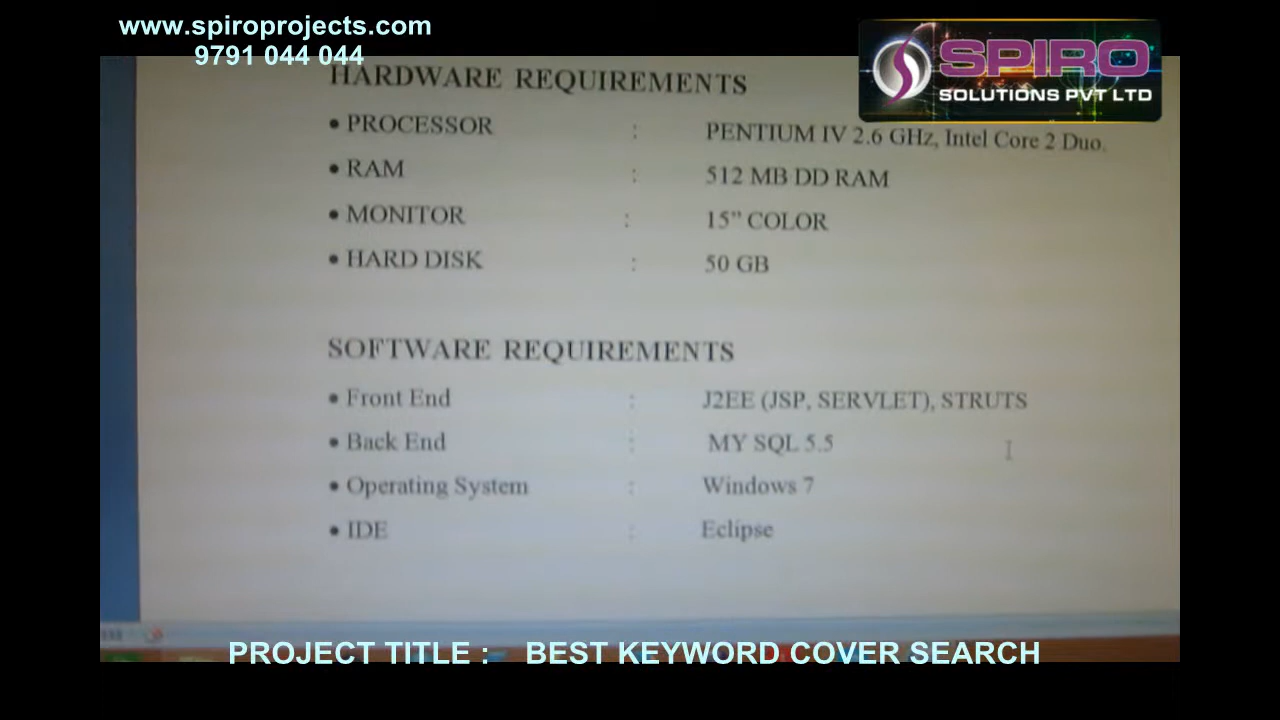 www.spiroprojects.com
9791 044 044
SPIRO
SOLUTIONS PVT LTD
HARDWARE REQUIREMENTS
• PROCESSOR : PENTIUM IV 2.6 GHz, Intel Core 2 Duo.
• RAM : 512 MB DD RAM
• MONITOR : 15” COLOR
• HARD DISK : 50 GB
SOFTWARE REQUIREMENTS
• Front End : J2EE (JSP, SERVLET), STRUTS
• Back End : MY SQL 5.5
• Operating System : Windows 7
• IDE : Eclipse
PROJECT TITLE : BEST KEYWORD COVER SEARCH